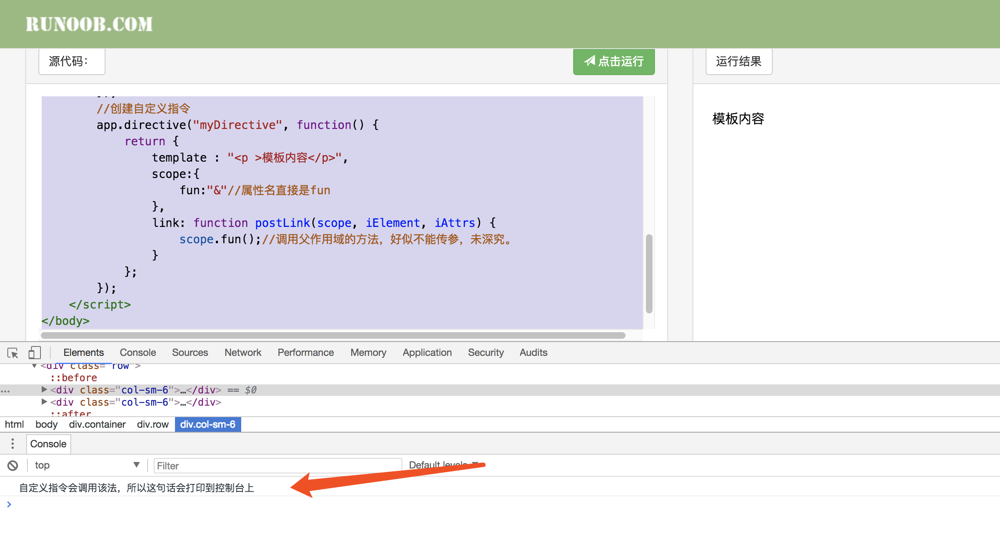 RUNOOB.COM
源代码：
点击运行
运行结果
//创建自定义指令
app.directive("myDirective", function() {
return {
template : "<p >模板内容</p>",
scope:{
fun:"&"//属性名直接是fun
},
link: function postLink(scope, iElement, iAttrs) {
scope.fun();//调用父作用域的方法，好似不能传参，未深究。
}
};
});
</script>
</body>
模板内容
Elements Console Sources Network Performance Memory Application Security Audits
▼<div class="row">
::before
… ▶<div class="col-sm-6">…</div> == $0
▶<div class="col-sm-6">…</div>
::after
html body div.container div.row div.col-sm-6
Console
top ▼ Filter Default levels ▼
自定义指令会调用该法，所以这句话会打印到控制台上
>